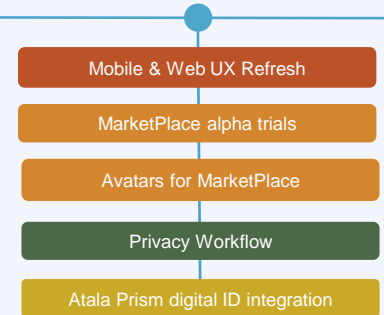 Mobile & Web UX Refresh
MarketPlace alpha trials
Avatars for MarketPlace
Privacy Workflow
Atala Prism digital ID integration